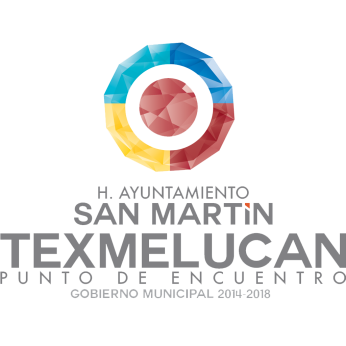 H. AYUNTAMIENTO
SAN MARTíN
TEXMELUCAN
PUNTO DE ENCUENTRO
GOBIERNO MUNICIPAL 2014-2018